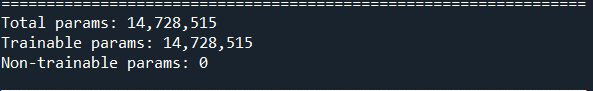 =================================================================
Total params: 14,728,515
Trainable params: 14,728,515
Non-trainable params: 0